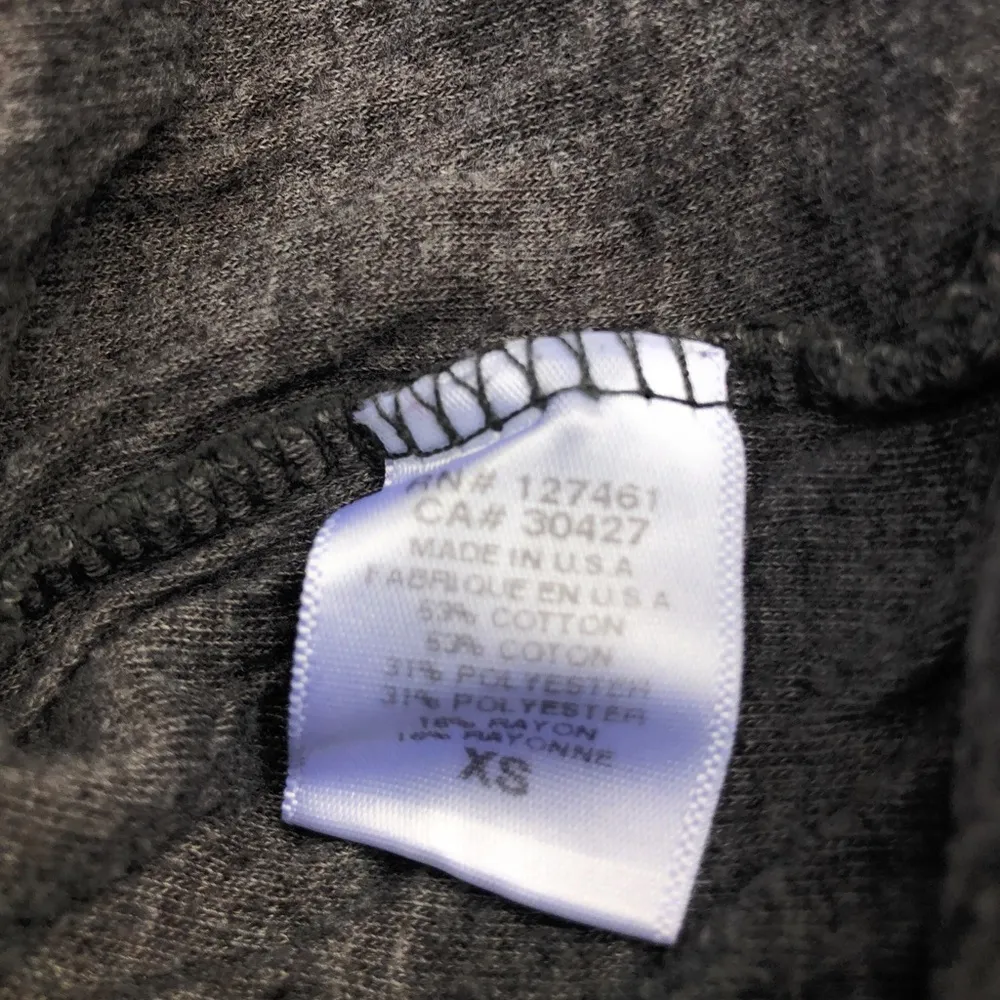 RN# 127461
CA# 30427
MADE IN U.S.A
FABRIQUE EN U.S.A
53% COTTON
53% COTON
31% POLYESTER
31% POLYESTER
16% RAYON
16% RAYONNE
XS